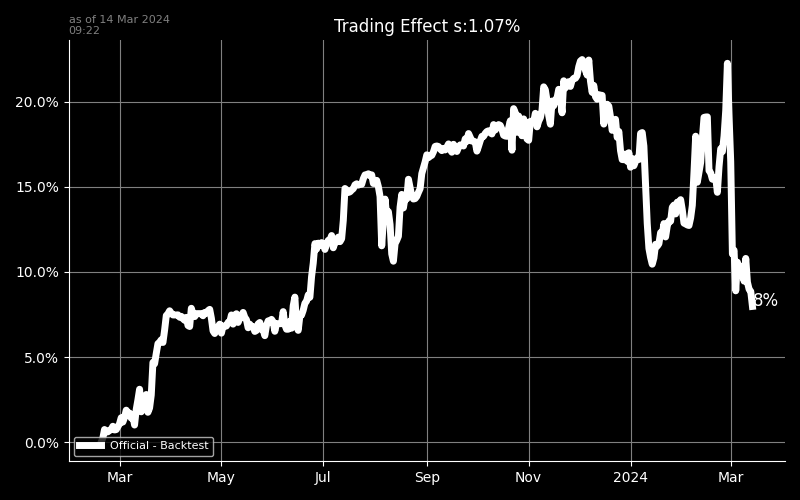 as of 14 Mar 2024
09:22
Trading Effect s:1.07%
20.0%
15.0%
10.0%
5.0%
0.0%
8%
Official - Backtest
Mar May Jul Sep Nov 2024 Mar